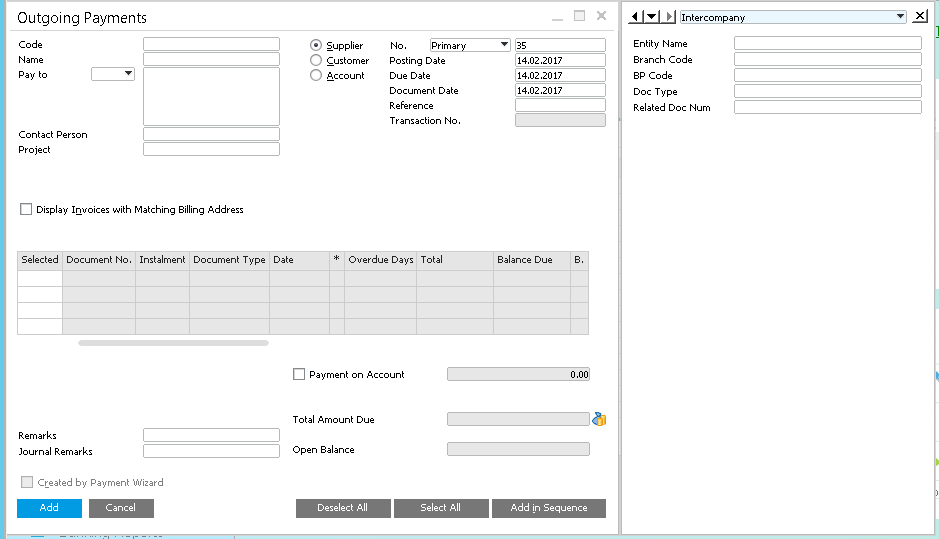 Outgoing Payments
Code
Name
Pay to
Contact Person
Project
Supplier
Customer
Account
No. Primary 35
Posting Date 14.02.2017
Due Date 14.02.2017
Document Date 14.02.2017
Reference
Transaction No.
Display Invoices with Matching Billing Address
Selected Document No. Instalment Document Type Date * Overdue Days Total Balance Due B.
Payment on Account 0.00
Total Amount Due
Open Balance
Remarks
Journal Remarks
Created by Payment Wizard
Add Cancel Deselect All Select All Add in Sequence
Intercompany
Entity Name
Branch Code
BP Code
Doc Type
Related Doc Num